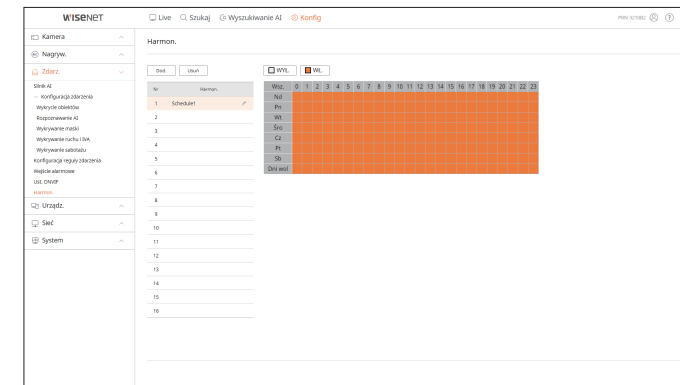 WISENET
Live Szukaj Wyszukiwanie AI Konfig
PRN-3210B2
Kamera
Nagryw.
Zdarz.
Silnik AI
— Konfiguracja zdarzenia
Wykrycie obiektów
Rozpoznawanie AI
Wykrywanie maski
Wykrywanie ruchu i IVA
Wykrywanie sabotażu
Konfiguracja reguły zdarzenia
Wejście alarmowe
Ust. ONVIF
Harmon.
Urządz.
Sieć
System
Harmon.
Dod. Usuń
Nr Harmon.
1 Schedule1
2
3
4
5
6
7
8
9
10
11
12
13
14
15
16
WYŁ. WŁ.
Wsz. 0 1 2 3 4 5 6 7 8 9 10 11 12 13 14 15 16 17 18 19 20 21 22 23
Nd
Pn
Wt
Śro
Cz
Pt
Sb
Dni wol